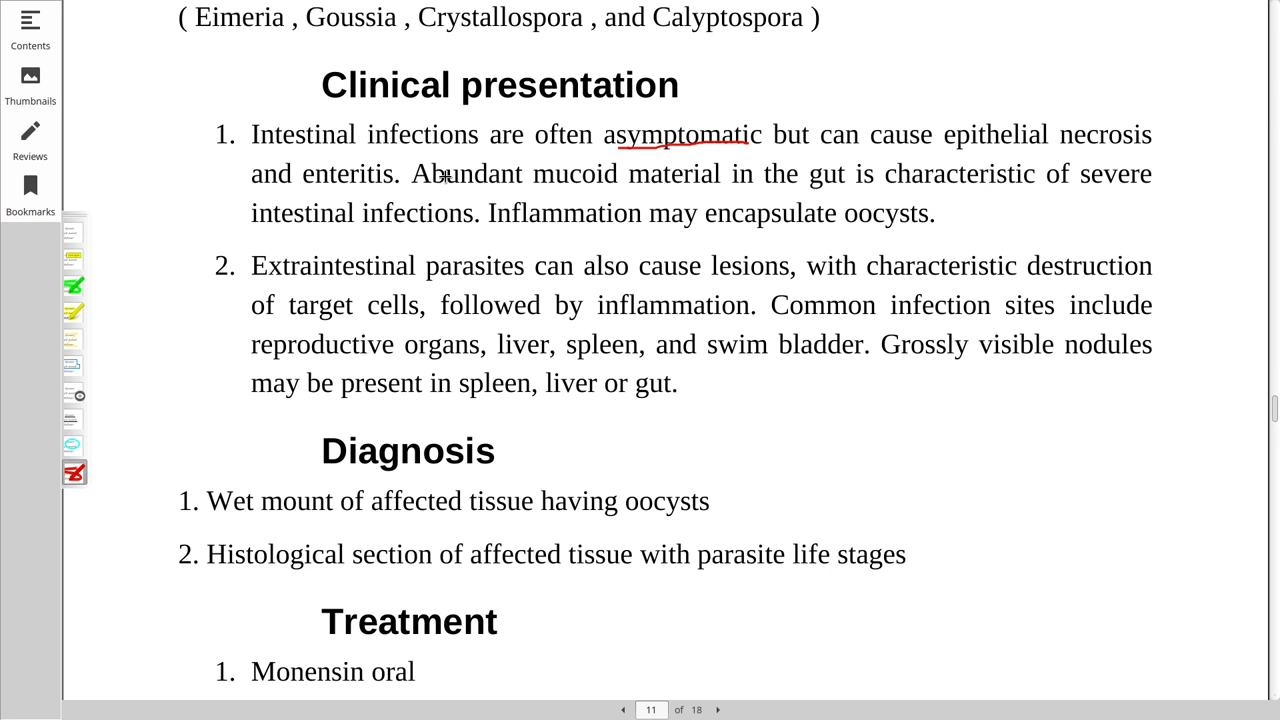 ( Eimeria , Goussia , Crystallospora , and Calyptospora )
Contents
Thumbnails
Reviews
Bookmarks
Clinical presentation
1. Intestinal infections are often asymptomatic but can cause epithelial necrosis
and enteritis. Abundant mucoid material in the gut is characteristic of severe
intestinal infections. Inflammation may encapsulate oocysts.
2. Extraintestinal parasites can also cause lesions, with characteristic destruction
of target cells, followed by inflammation. Common infection sites include
reproductive organs, liver, spleen, and swim bladder. Grossly visible nodules
may be present in spleen, liver or gut.
Diagnosis
1. Wet mount of affected tissue having oocysts
2. Histological section of affected tissue with parasite life stages
Treatment
1. Monensin oral
11 of 18